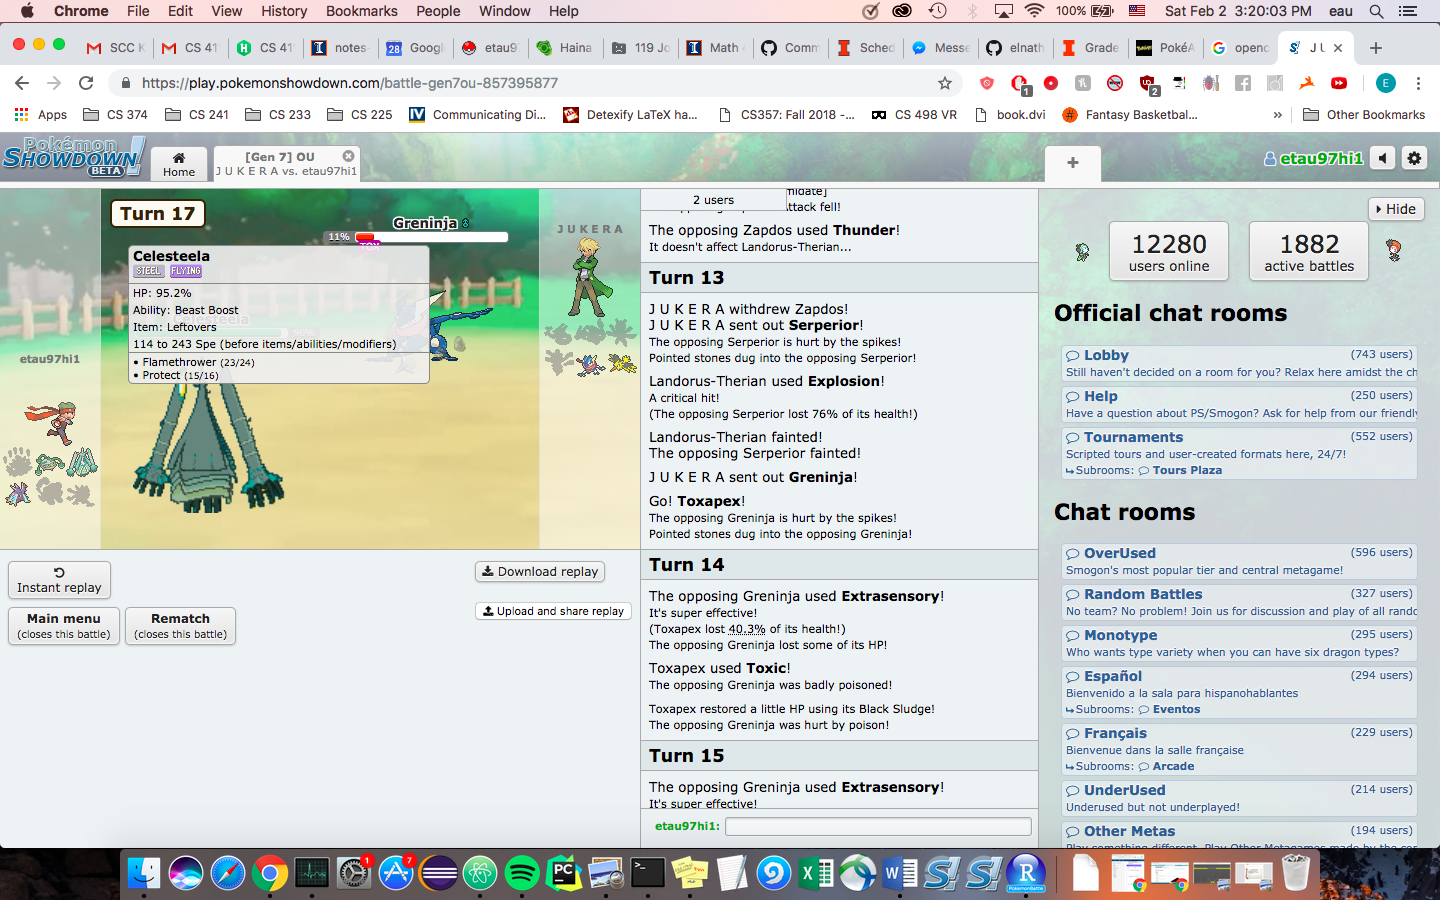 Chrome File Edit View History Bookmarks People Window Help 100% Sat Feb 2 3:20:03 PM eau
SCC K CS 41 CS 41 notes- 28 Googl etau9 Haina 119 Jo Math Comm Sched Messe elnath Grade PokéA openc J U K
https://play.pokemonshowdown.com/battle-gen7ou-857395877
Apps CS 374 CS 241 CS 233 CS 225 Communicating Di... Detexify LaTeX ha... CS357: Fall 2018 -... CS 498 VR book.dvi Fantasy Basketbal... » Other Bookmarks
Pokémon
SHOWDOWN!
BETA
Home
[Gen 7] OU
J U K E R A vs. etau97hi1
etau97hi1
Turn 17
Greninja
11%
TOX
J U K E R A
Celesteela
STEEL FLYING
HP: 95.2%
Ability: Beast Boost
Item: Leftovers
114 to 243 Spe (before items/abilities/modifiers)
• Flamethrower (23/24)
• Protect (15/16)
etau97hi1
Instant replay
Download replay
Upload and share replay
Main menu
(closes this battle)
Rematch
(closes this battle)
2 users
midate]
ttack fell!
The opposing Zapdos used Thunder!
It doesn't affect Landorus-Therian...
Turn 13
J U K E R A withdrew Zapdos!
J U K E R A sent out Serperior!
The opposing Serperior is hurt by the spikes!
Pointed stones dug into the opposing Serperior!
Landorus-Therian used Explosion!
A critical hit!
(The opposing Serperior lost 76% of its health!)
Landorus-Therian fainted!
The opposing Serperior fainted!
J U K E R A sent out Greninja!
Go! Toxapex!
The opposing Greninja is hurt by the spikes!
Pointed stones dug into the opposing Greninja!
Turn 14
The opposing Greninja used Extrasensory!
It's super effective!
(Toxapex lost 40.3% of its health!)
The opposing Greninja lost some of its HP!
Toxapex used Toxic!
The opposing Greninja was badly poisoned!
Toxapex restored a little HP using its Black Sludge!
The opposing Greninja was hurt by poison!
Turn 15
The opposing Greninja used Extrasensory!
It's super effective!
etau97hi1:
Hide
12280
users online
1882
active battles
Official chat rooms
Lobby (743 users)
Still haven't decided on a room for you? Relax here amidst the ch
Help (250 users)
Have a question about PS/Smogon? Ask for help from our friendly
Tournaments (552 users)
Scripted tours and user-created formats here, 24/7!
Subrooms: Tours Plaza
Chat rooms
OverUsed (596 users)
Smogon's most popular tier and central metagame!
Random Battles (327 users)
No team? No problem! Join us for discussion and play of all rando
Monotype (295 users)
Who wants type variety when you can have six dragon types?
Español (294 users)
Bienvenido a la sala para hispanohablantes
Subrooms: Eventos
Français (229 users)
Bienvenue dans la salle française
Subrooms: Arcade
UnderUsed (214 users)
Underused but not underplayed!
Other Metas (194 users)